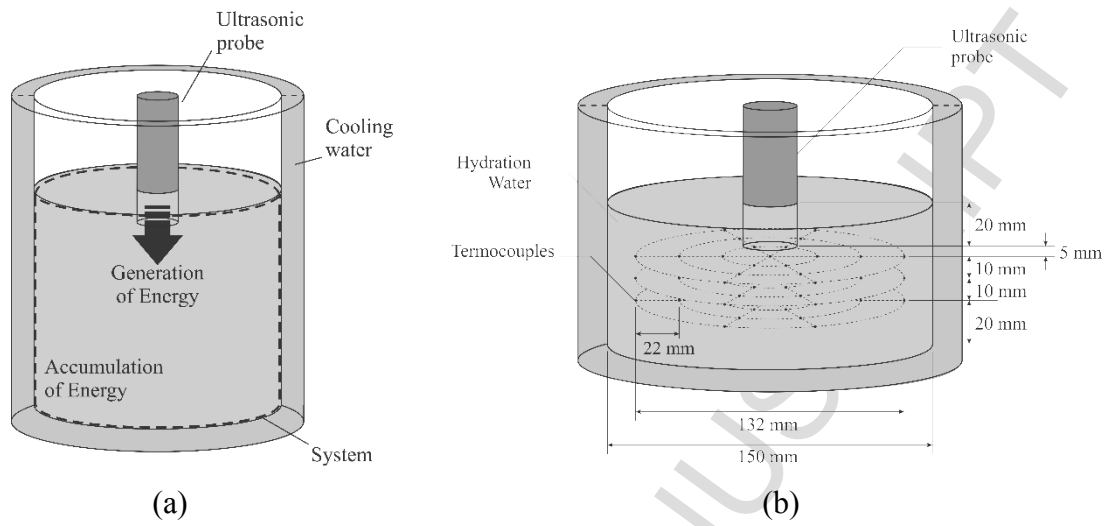 Ultrasonic
probe
Cooling
water
Generation
of Energy
Accumulation
of Energy
System
(a)
Ultrasonic
probe
Hydration
Water
Termocouples
20 mm
5 mm
10 mm
10 mm
20 mm
22 mm
132 mm
150 mm
(b)